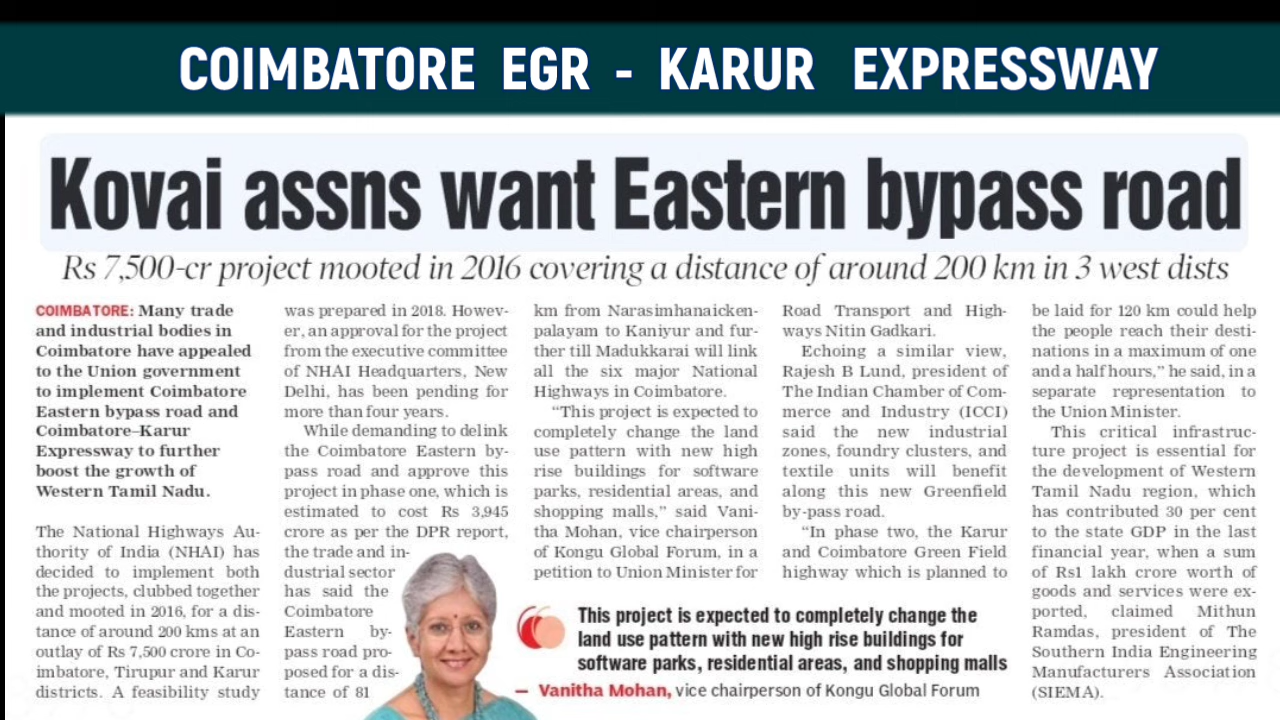 COIMBATORE EGR - KARUR EXPRESSWAY
Kovai assns want Eastern bypass road
Rs 7,500-cr project mooted in 2016 covering a distance of around 200 km in 3 west dists
COIMBATORE: Many trade
and industrial bodies in
Coimbatore have appealed
to the Union government
to implement Coimbatore
Eastern bypass road and
Coimbatore–Karur
Expressway to further
boost the growth of
Western Tamil Nadu.
The National Highways Au-
thority of India (NHAI) has
decided to implement both
the projects, clubbed together
and mooted in 2016, for a dis-
tance of around 200 kms at an
outlay of Rs 7,500 crore in Co-
imbatore, Tirupur and Karur
districts. A feasibility study
was prepared in 2018. Howev-
er, an approval for the project
from the executive committee
of NHAI Headquarters, New
Delhi, has been pending for
more than four years.
While demanding to delink
the Coimbatore Eastern by-
pass road and approve this
project in phase one, which is
estimated to cost Rs 3,945
crore as per the DPR report,
the trade and in-
dustrial sector
has said the
Coimbatore
Eastern by-
pass road pro-
posed for a dis-
tance of 81
km from Narasimhanaicken-
palayam to Kaniyur and fur-
ther till Madukkarai will link
all the six major National
Highways in Coimbatore.
“This project is expected to
completely change the land
use pattern with new high
rise buildings for software
parks, residential areas, and
shopping malls,” said Vani-
tha Mohan, vice chairperson
of Kongu Global Forum, in a
petition to Union Minister for
Road Transport and High-
ways Nitin Gadkari.
Echoing a similar view,
Rajesh B Lund, president of
The Indian Chamber of Com-
merce and Industry (ICCI)
said the new industrial
zones, foundry clusters, and
textile units will benefit
along this new Greenfield
by-pass road.
“In phase two, the Karur
and Coimbatore Green Field
highway which is planned to
be laid for 120 km could help
the people reach their desti-
nations in a maximum of one
and a half hours,” he said, in a
separate representation to
the Union Minister.
This critical infrastruc-
ture project is essential for
the development of Western
Tamil Nadu region, which
has contributed 30 per cent
to the state GDP in the last
financial year, when a sum
of Rs1 lakh crore worth of
goods and services were ex-
ported, claimed Mithun
Ramdas, president of The
Southern India Engineering
Manufacturers Association
(SIEMA).
This project is expected to completely change the
land use pattern with new high rise buildings for
software parks, residential areas, and shopping malls
— Vanitha Mohan, vice chairperson of Kongu Global Forum